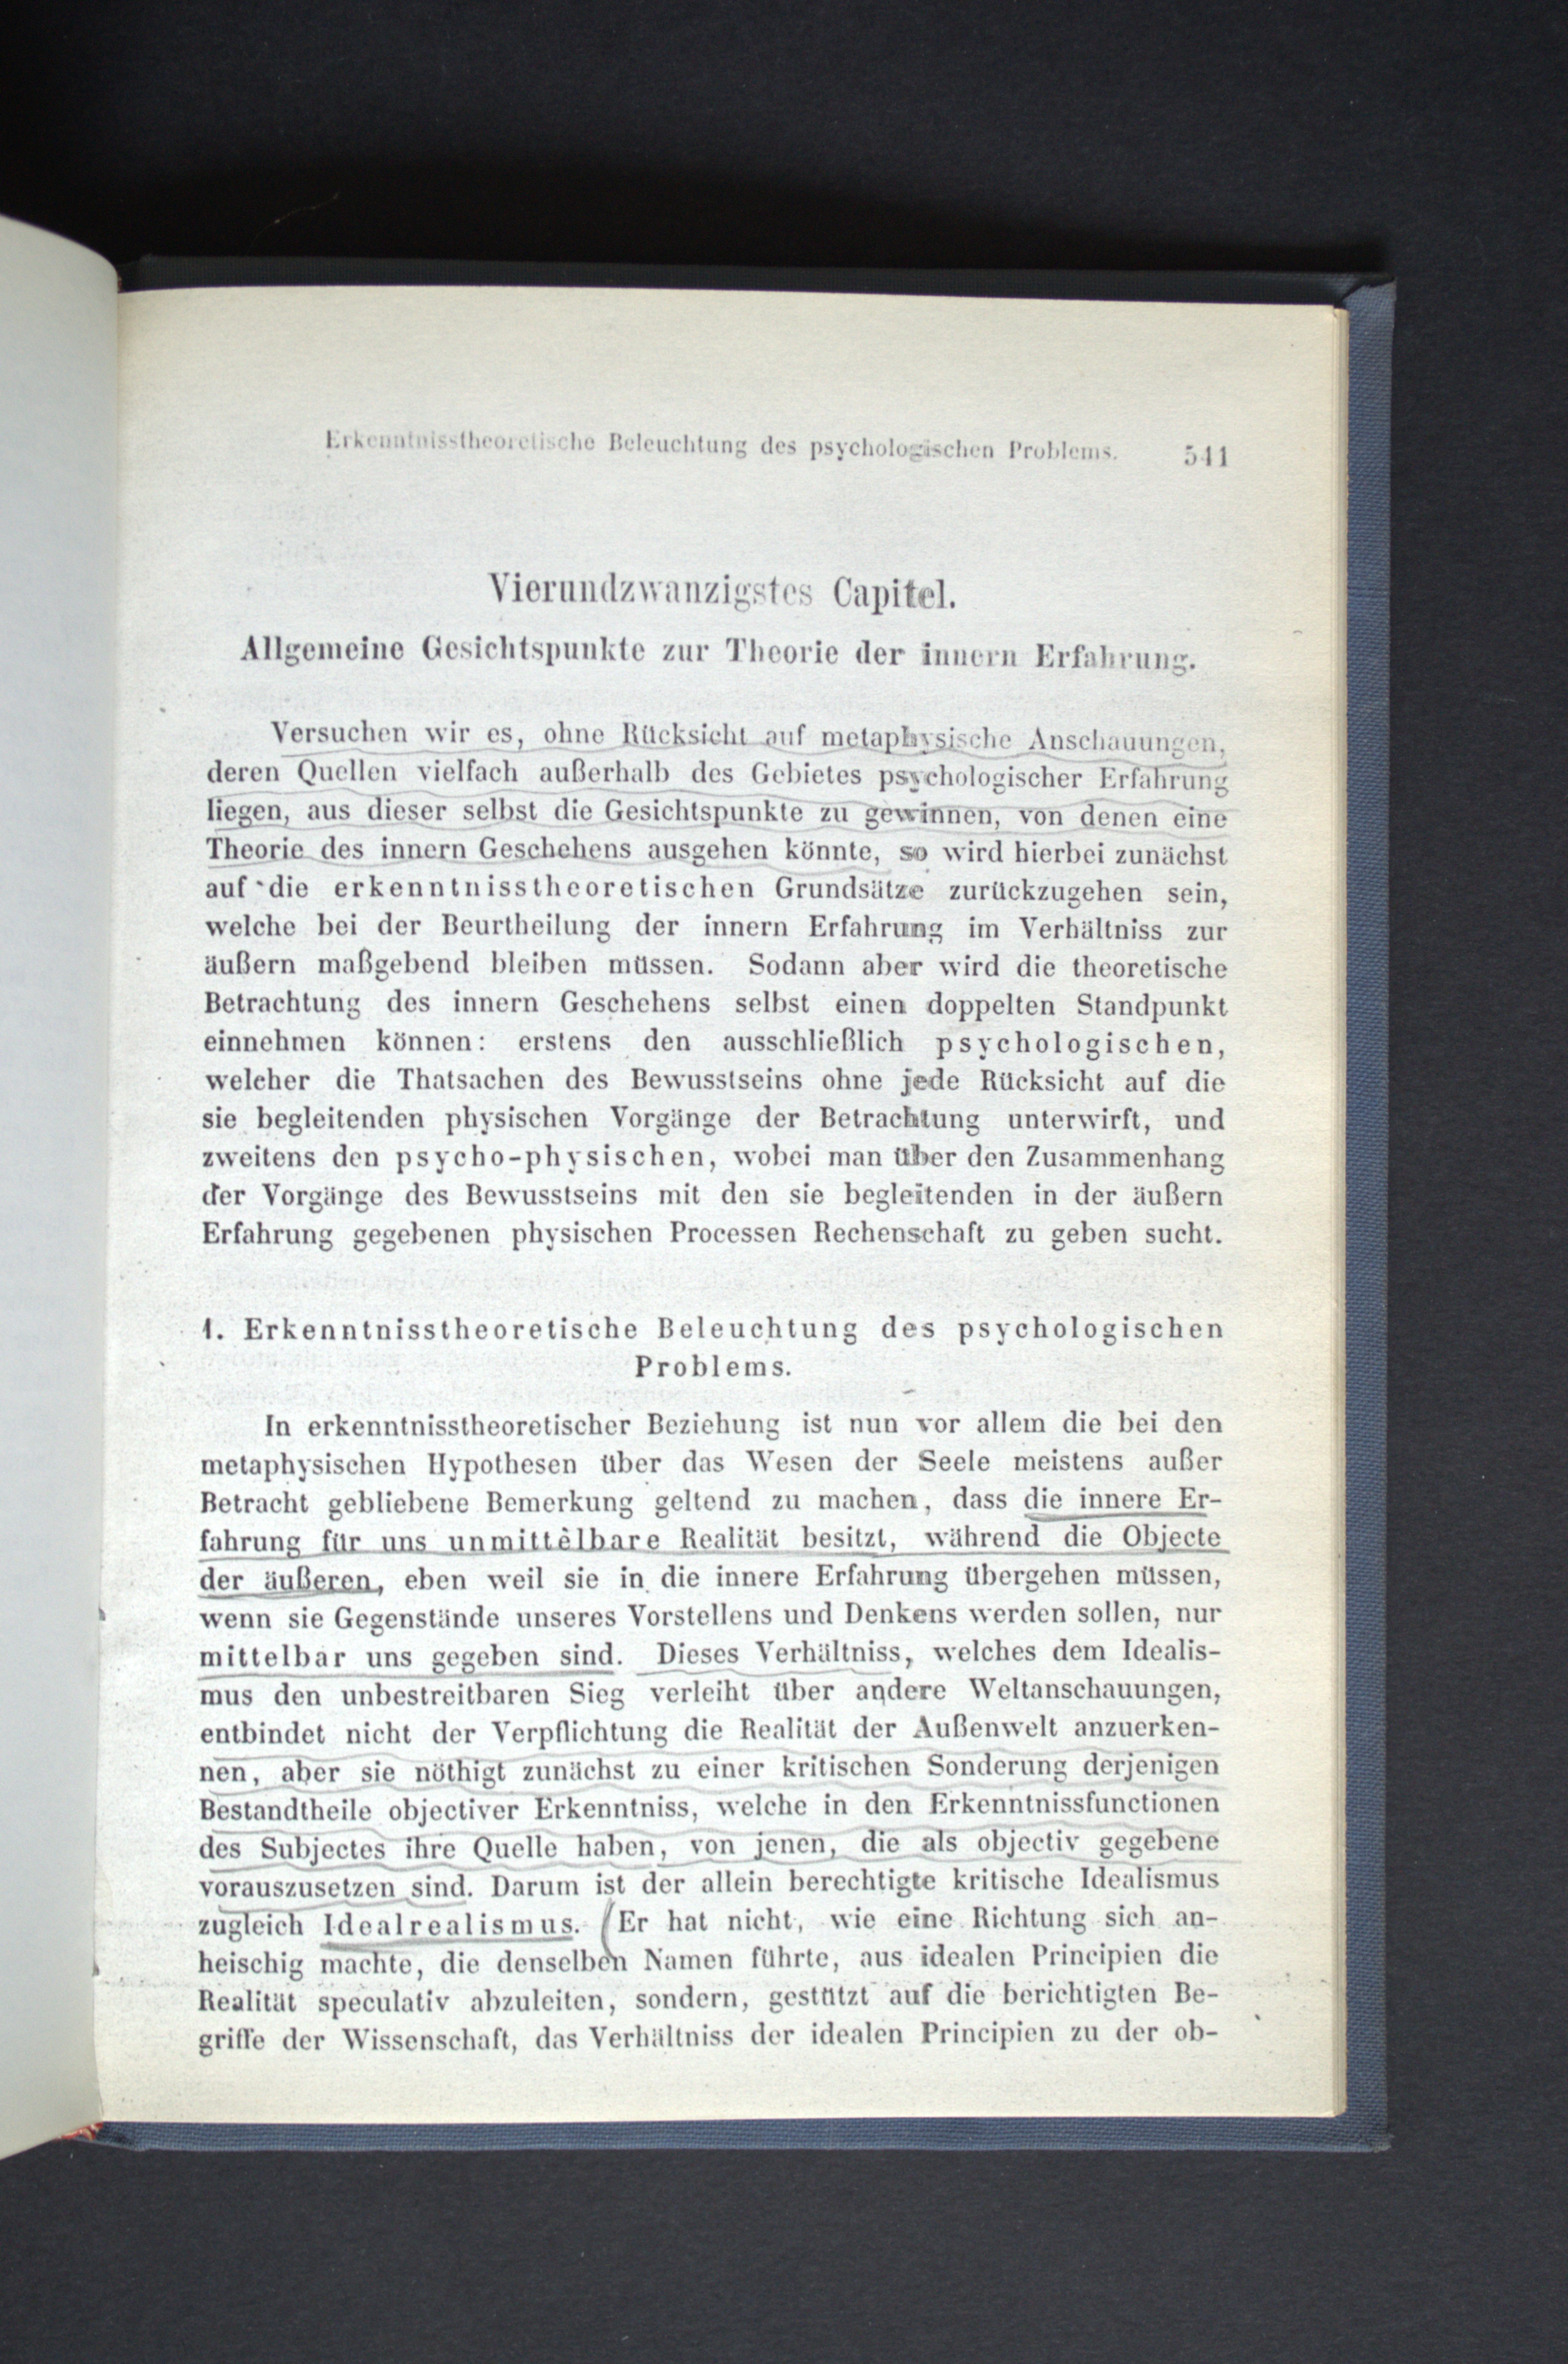 Erkenntnisstheoretische Beleuchtung des psychologischen Problems. 541
Vierundzwanzigstes Capitel.
Allgemeine Gesichtspunkte zur Theorie der innern Erfahrung.
Versuchen wir es, ohne Rücksicht auf metaphysische Anschauungen,
deren Quellen vielfach außerhalb des Gebietes psychologischer Erfahrung
liegen, aus dieser selbst die Gesichtspunkte zu gewinnen, von denen eine
Theorie des innern Geschehens ausgehen könnte, so wird hierbei zunächst
auf die erkenntnisstheoretischen Grundsätze zurückzugehen sein,
welche bei der Beurtheilung der innern Erfahrung im Verhältniss zur
äußern maßgebend bleiben müssen. Sodann aber wird die theoretische
Betrachtung des innern Geschehens selbst einen doppelten Standpunkt
einnehmen können: erstens den ausschließlich psychologischen,
welcher die Thatsachen des Bewusstseins ohne jede Rücksicht auf die
sie begleitenden physischen Vorgänge der Betrachtung unterwirft, und
zweitens den psycho-physischen, wobei man über den Zusammenhang
der Vorgänge des Bewusstseins mit den sie begleitenden in der äußern
Erfahrung gegebenen physischen Processen Rechenschaft zu geben sucht.
1. Erkenntnisstheoretische Beleuchtung des psychologischen
Problems.
In erkenntnisstheoretischer Beziehung ist nun vor allem die bei den
metaphysischen Hypothesen über das Wesen der Seele meistens außer
Betracht gebliebene Bemerkung geltend zu machen, dass die innere Er-
fahrung für uns unmittelbare Realität besitzt, während die Objecte
der äußeren, eben weil sie in die innere Erfahrung übergehen müssen,
wenn sie Gegenstände unseres Vorstellens und Denkens werden sollen, nur
mittelbar uns gegeben sind. Dieses Verhältniss, welches dem Idealis-
mus den unbestreitbaren Sieg verleiht über andere Weltanschauungen,
entbindet nicht der Verpflichtung die Realität der Außenwelt anzuerken-
nen, aber sie nöthigt zunächst zu einer kritischen Sonderung derjenigen
Bestandtheile objectiver Erkenntniss, welche in den Erkenntnissfunctionen
des Subjectes ihre Quelle haben, von jenen, die als objectiv gegebene
vorauszusetzen sind. Darum ist der allein berechtigte kritische Idealismus
zugleich Idealrealismus. (Er hat nicht, wie eine Richtung sich an-
heischig machte, die denselben Namen führte, aus idealen Principien die
Realität speculativ abzuleiten, sondern, gestützt auf die berichtigten Be-
griffe der Wissenschaft, das Verhältniss der idealen Principien zu der ob-